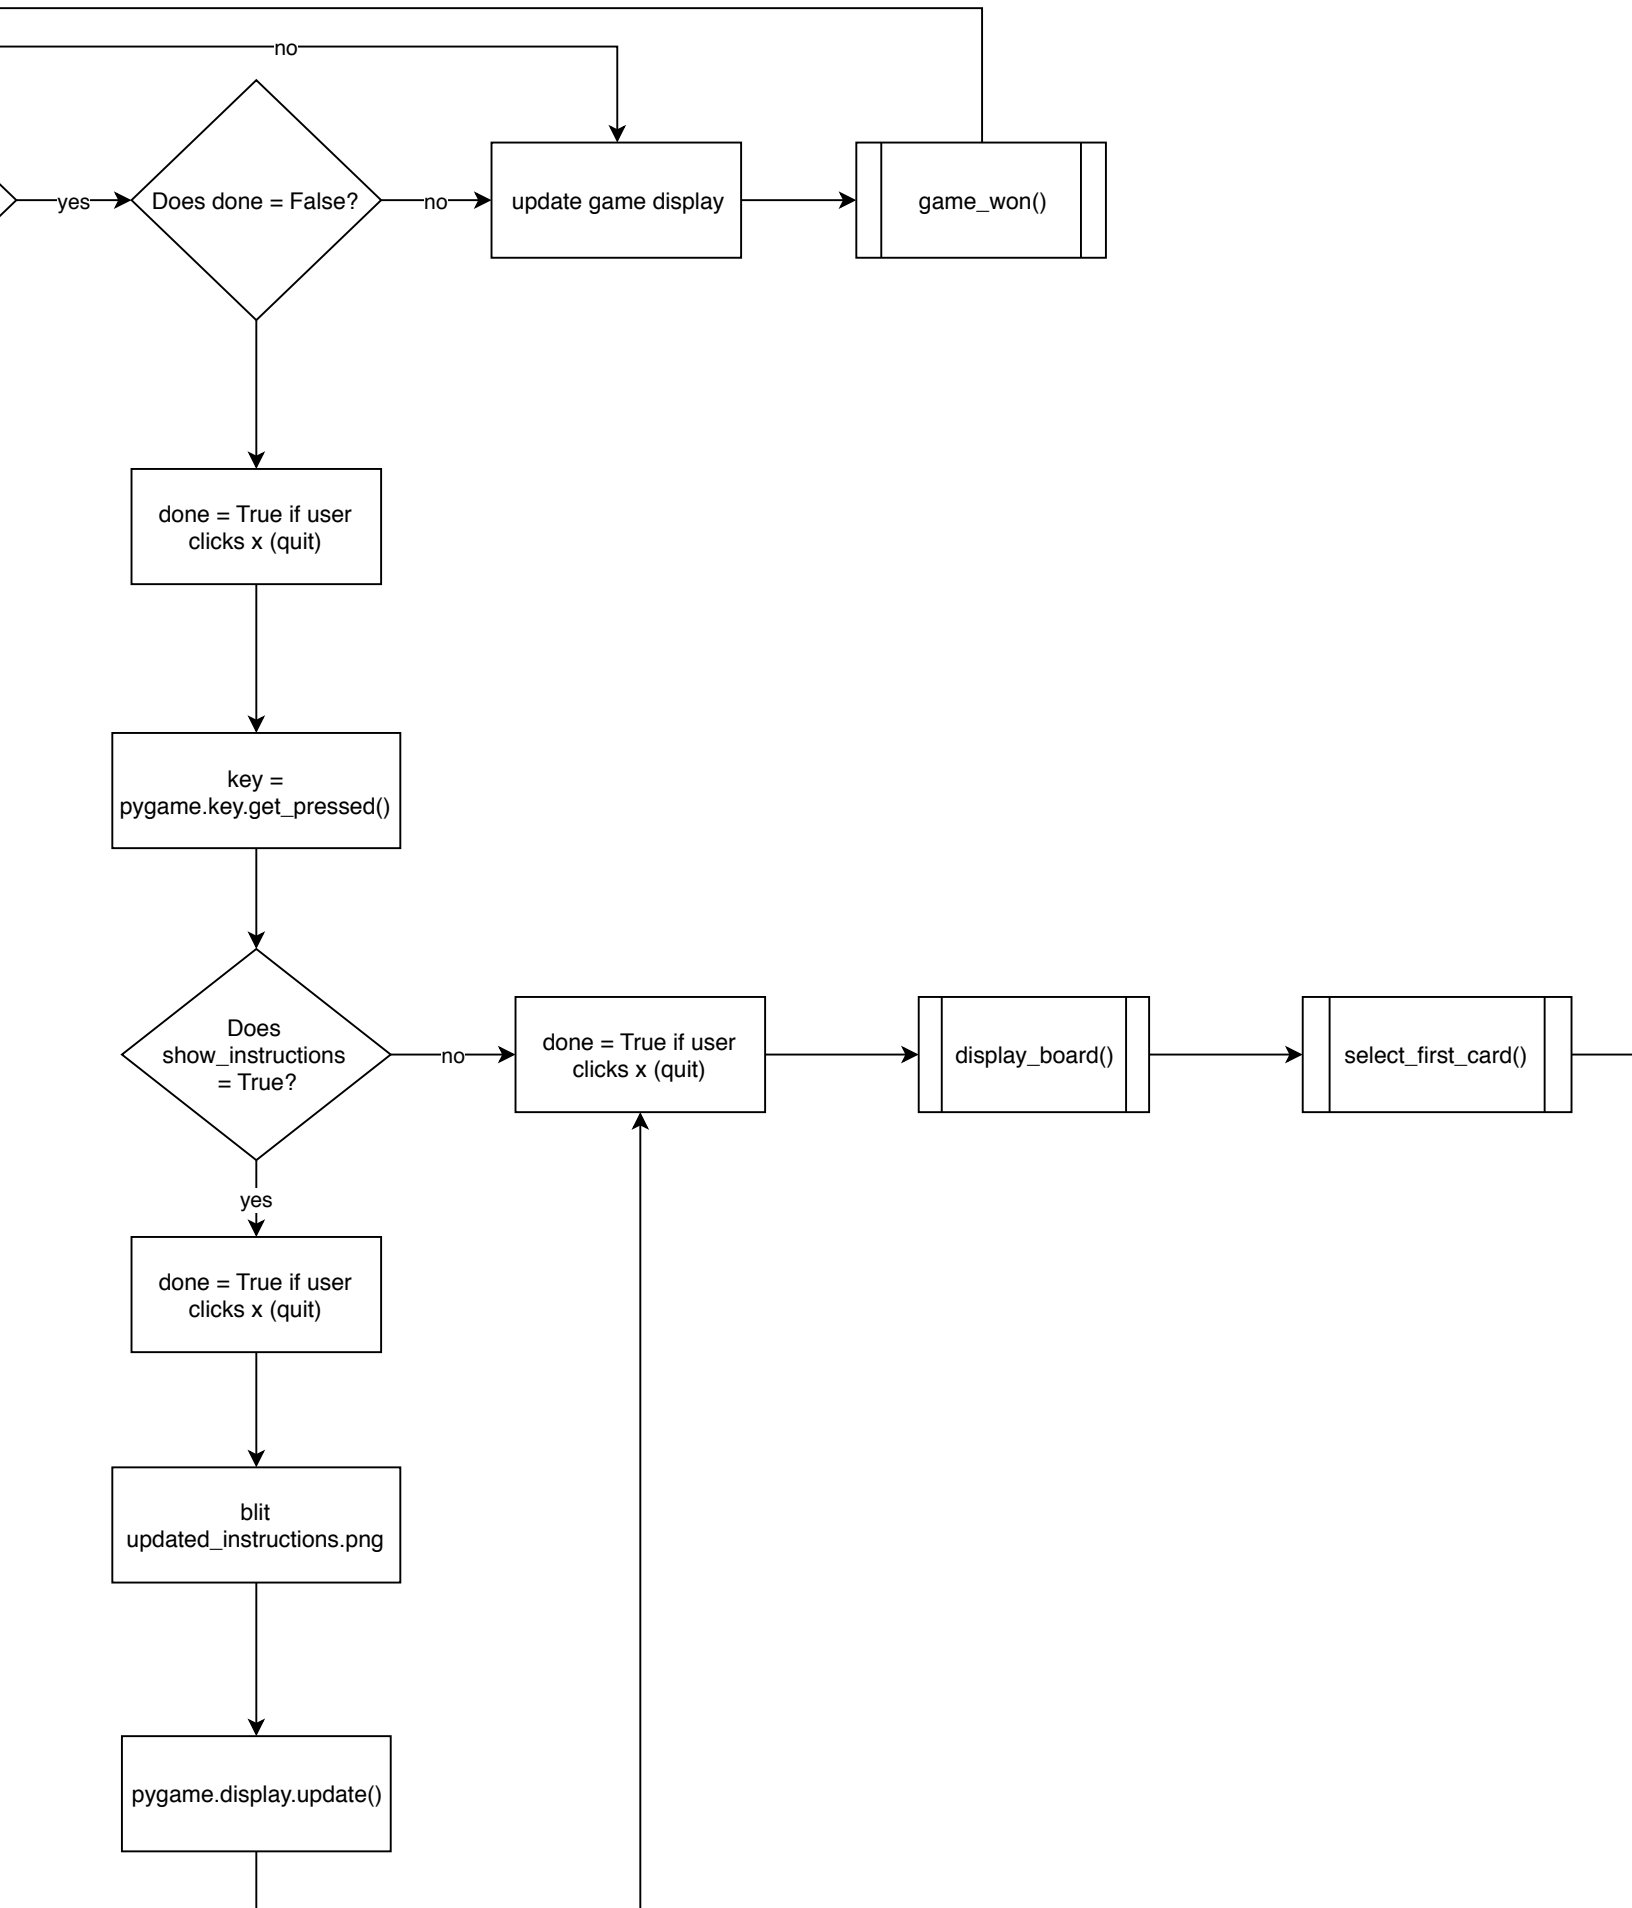 no
yes
Does done = False?
no
update game display
game_won()
done = True if user
clicks x (quit)
key =
pygame.key.get_pressed()
Does
show_instructions
= True?
no
done = True if user
clicks x (quit)
display_board()
select_first_card()
yes
done = True if user
clicks x (quit)
blit
updated_instructions.png
pygame.display.update()